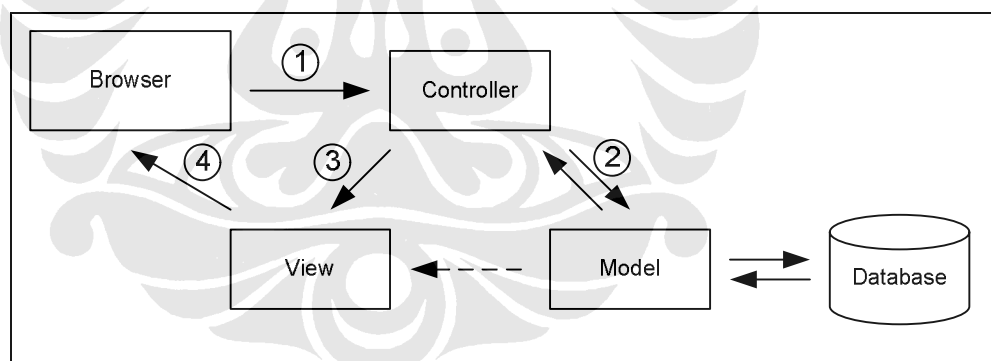 Browser
1
Controller
4
3
2
View
Model
Database